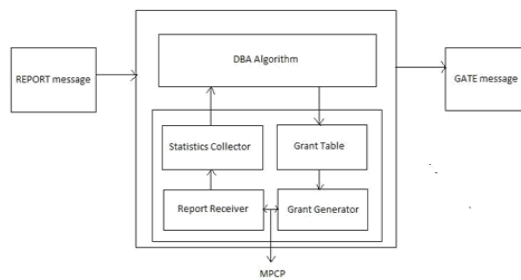 DBA Algorithm
REPORT message
GATE message
Statistics Collector
Grant Table
Report Receiver
Grant Generator
MPCP